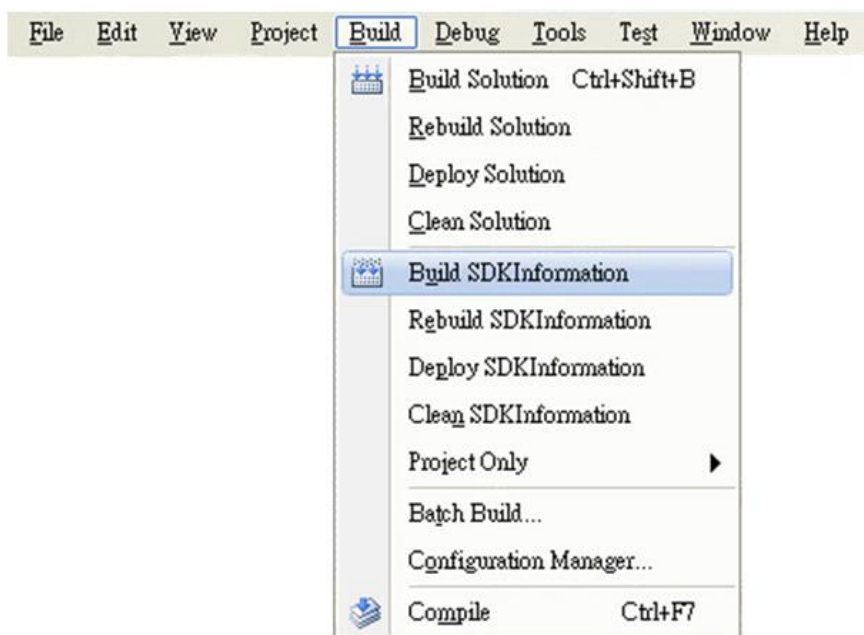 File Edit View Project Build Debug Tools Test Window Help
Build Solution Ctrl+Shift+B
Rebuild Solution
Deploy Solution
Clean Solution
Build SDKInformation
Rebuild SDKInformation
Deploy SDKInformation
Clean SDKInformation
Project Only
Batch Build...
Configuration Manager...
Compile Ctrl+F7